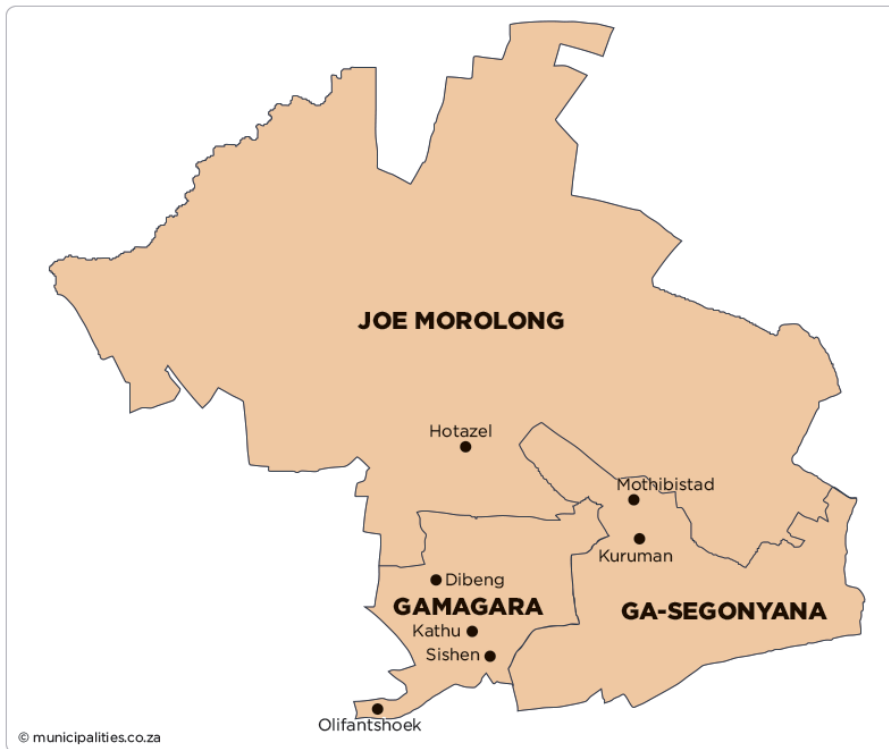 JOE MOROLONG
Hotazel
Mothibistad
Kuruman
Dibeng
GAMAGARA
GA-SEGONYANA
Kathu
Sishen
Olifantshoek
© municipalities.co.za